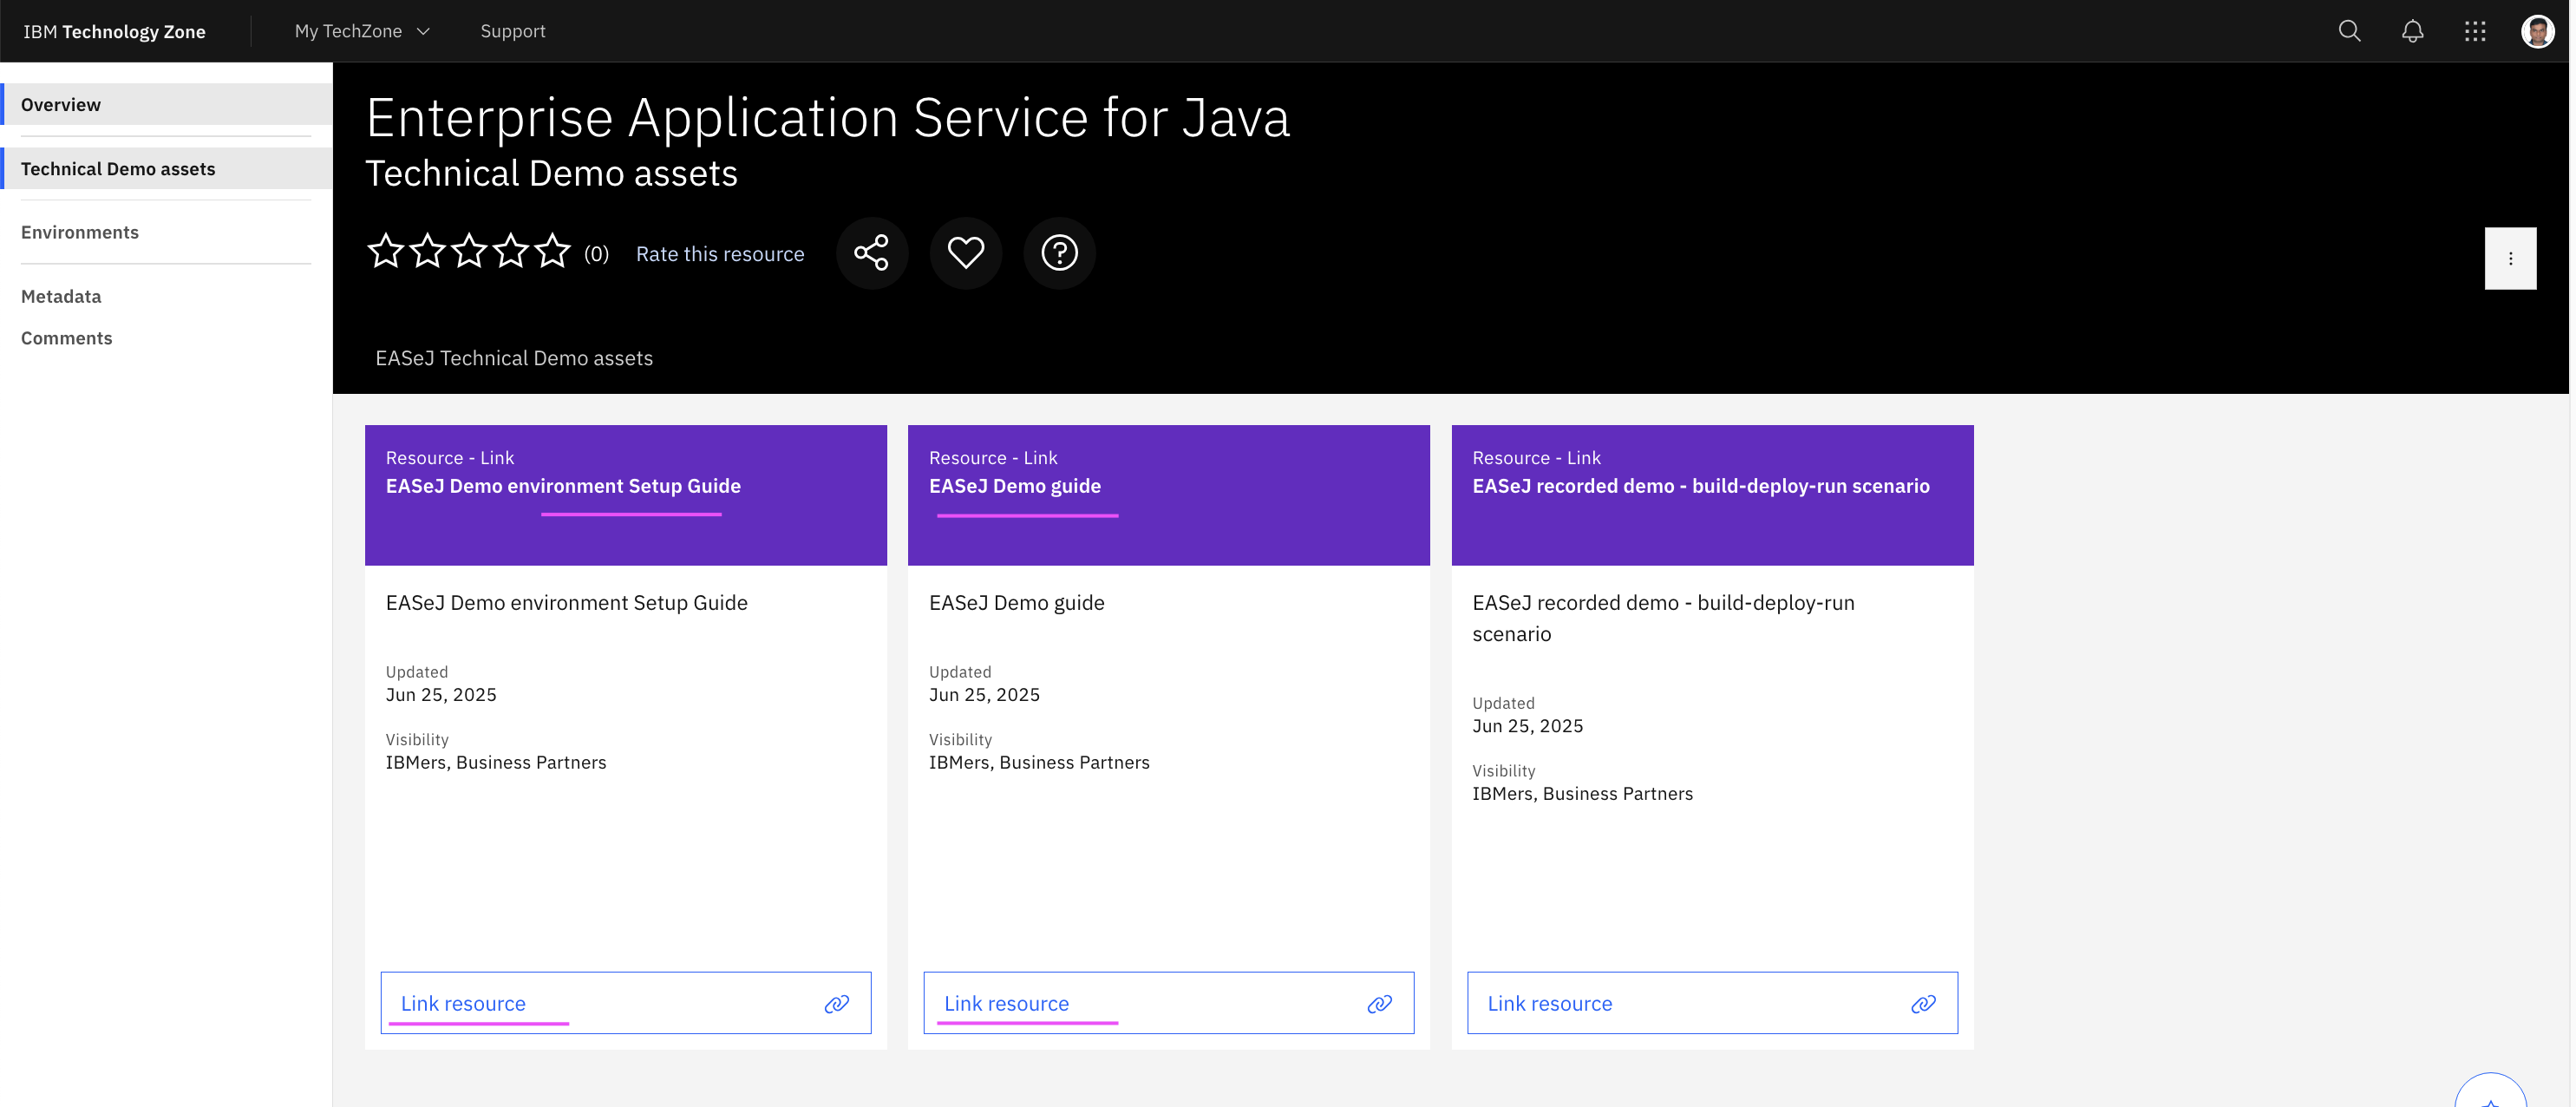 IBM Technology Zone
My TechZone
Support
Overview
Technical Demo assets
Environments
Metadata
Comments
Enterprise Application Service for Java
Technical Demo assets
(0)
Rate this resource
EASeJ Technical Demo assets
Resource - Link
EASeJ Demo environment Setup Guide
EASeJ Demo environment Setup Guide
Updated
Jun 25, 2025
Visibility
IBMers, Business Partners
Link resource
Resource - Link
EASeJ Demo guide
EASeJ Demo guide
Updated
Jun 25, 2025
Visibility
IBMers, Business Partners
Link resource
Resource - Link
EASeJ recorded demo - build-deploy-run scenario
EASeJ recorded demo - build-deploy-run
scenario
Updated
Jun 25, 2025
Visibility
IBMers, Business Partners
Link resource